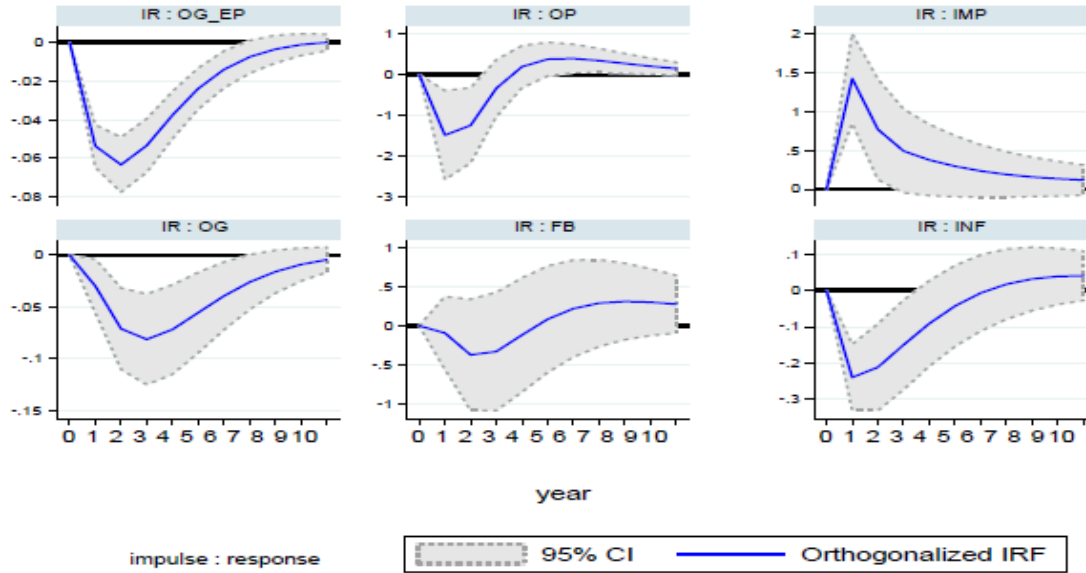 IR : OG_EP
IR : OP
IR : IMP
0
-.02
-.04
-.06
-.08
1
0
-1
-2
-3
2
1.5
1
.5
0
IR : OG
IR : FB
IR : INF
0
-.05
-.1
-.15
1
.5
0
-.5
-1
.1
0
-.1
-.2
-.3
0 1 2 3 4 5 6 7 8 9 10
0 1 2 3 4 5 6 7 8 9 10
0 1 2 3 4 5 6 7 8 9 10
year
impulse : response
95% CI
Orthogonalized IRF